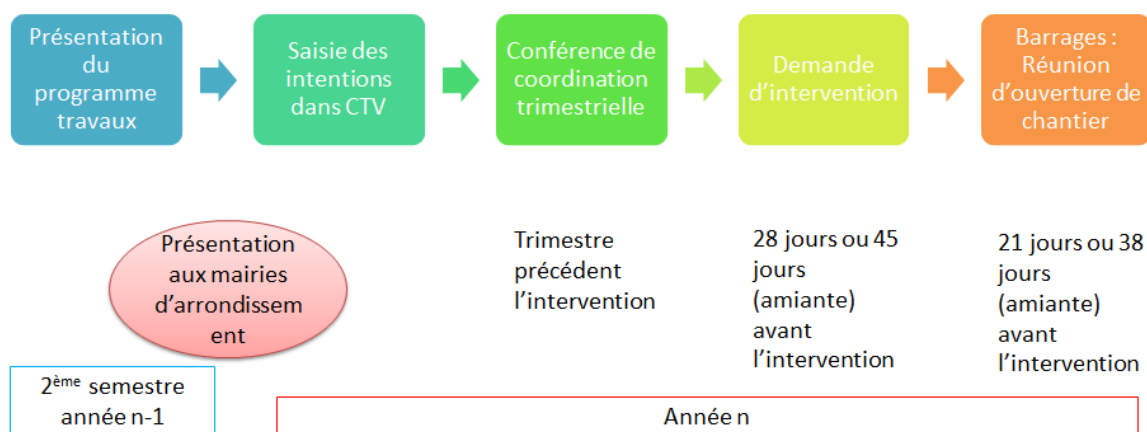 Présentation
du
programme
travaux
Saisie des
intentions
dans CTV
Conférence de
coordination
trimestrielle
Demande
d'intervention
Barrages :
Réunion
d'ouverture de
chantier
Présentation
aux mairies
d'arrondissem
ent
Trimestre
précédent
l'intervention
28 jours ou 45
jours
(amiante)
avant
l'intervention
21 jours ou 38
jours
(amiante)
avant
l'intervention
2ème semestre
année n-1
Année n